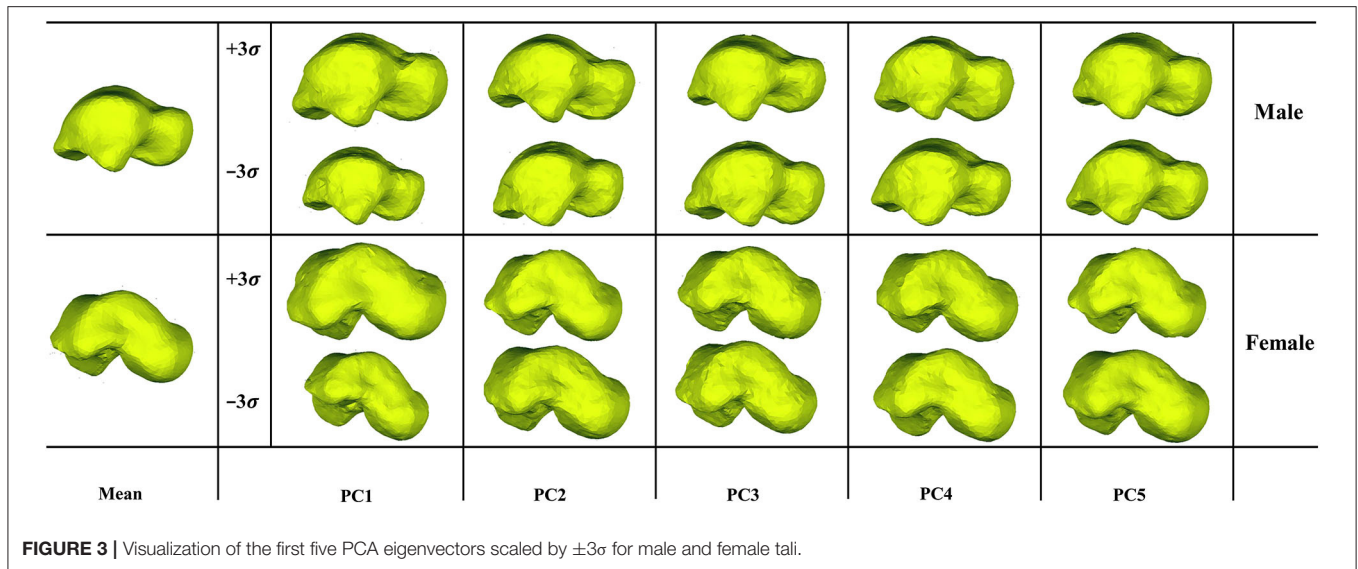 +3σ
Male
−3σ
+3σ
Female
−3σ
Mean PC1 PC2 PC3 PC4 PC5
FIGURE 3 | Visualization of the first five PCA eigenvectors scaled by ±3σ for male and female tali.